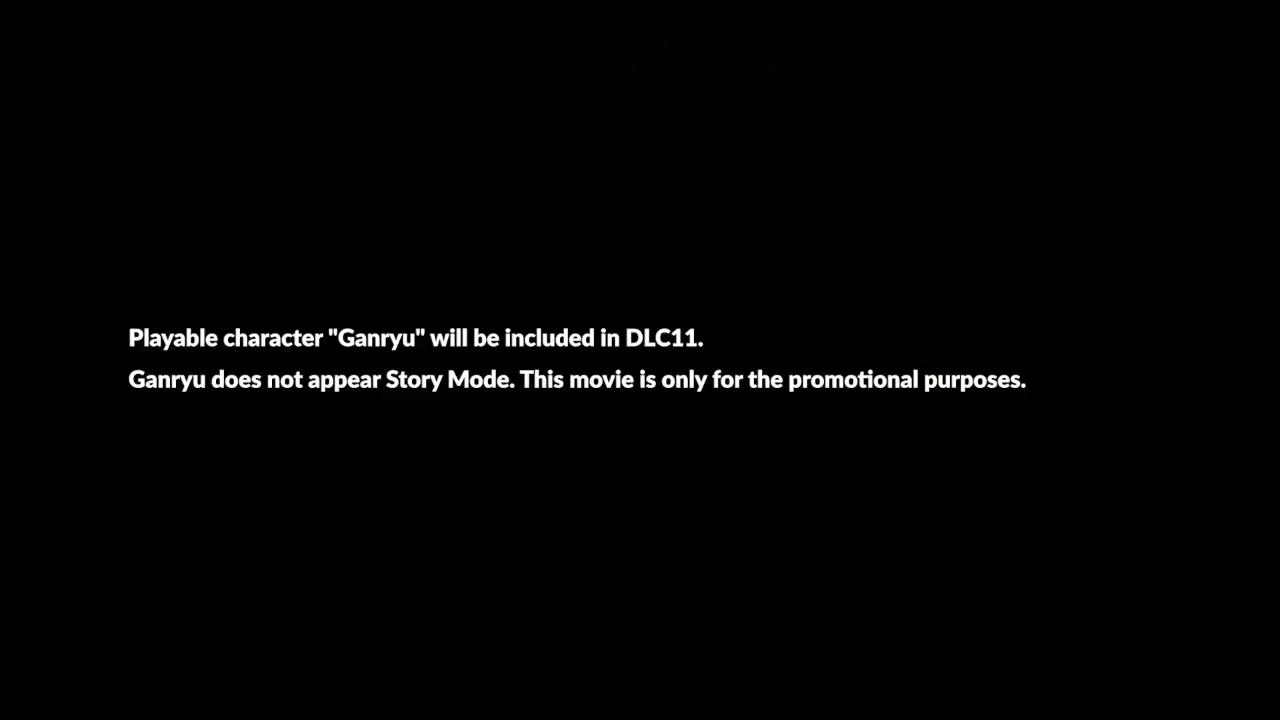 Playable character "Ganryu" will be included in DLC11.
Ganryu does not appear Story Mode. This movie is only for the promotional purposes.